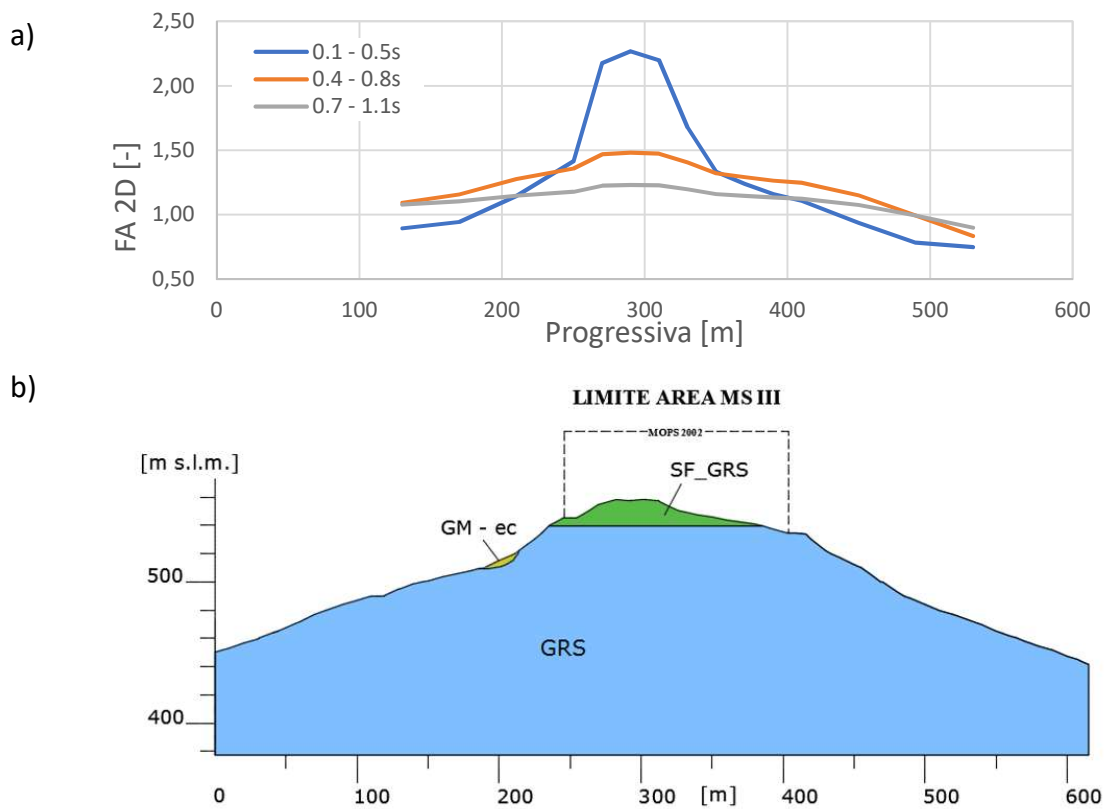 a)
2,50
2,00
1,50
1,00
0,50
FA 2D [-]
0.1 - 0.5s
0.4 - 0.8s
0.7 - 1.1s
0 100 200 300 400 500 600
Progressiva [m]
b)
LIMITE AREA MS III
MOPS 2002
[m s.l.m.]
SF_GRS
GM - ec
500
GRS
400
0 100 200 300 [m] 400 500 600